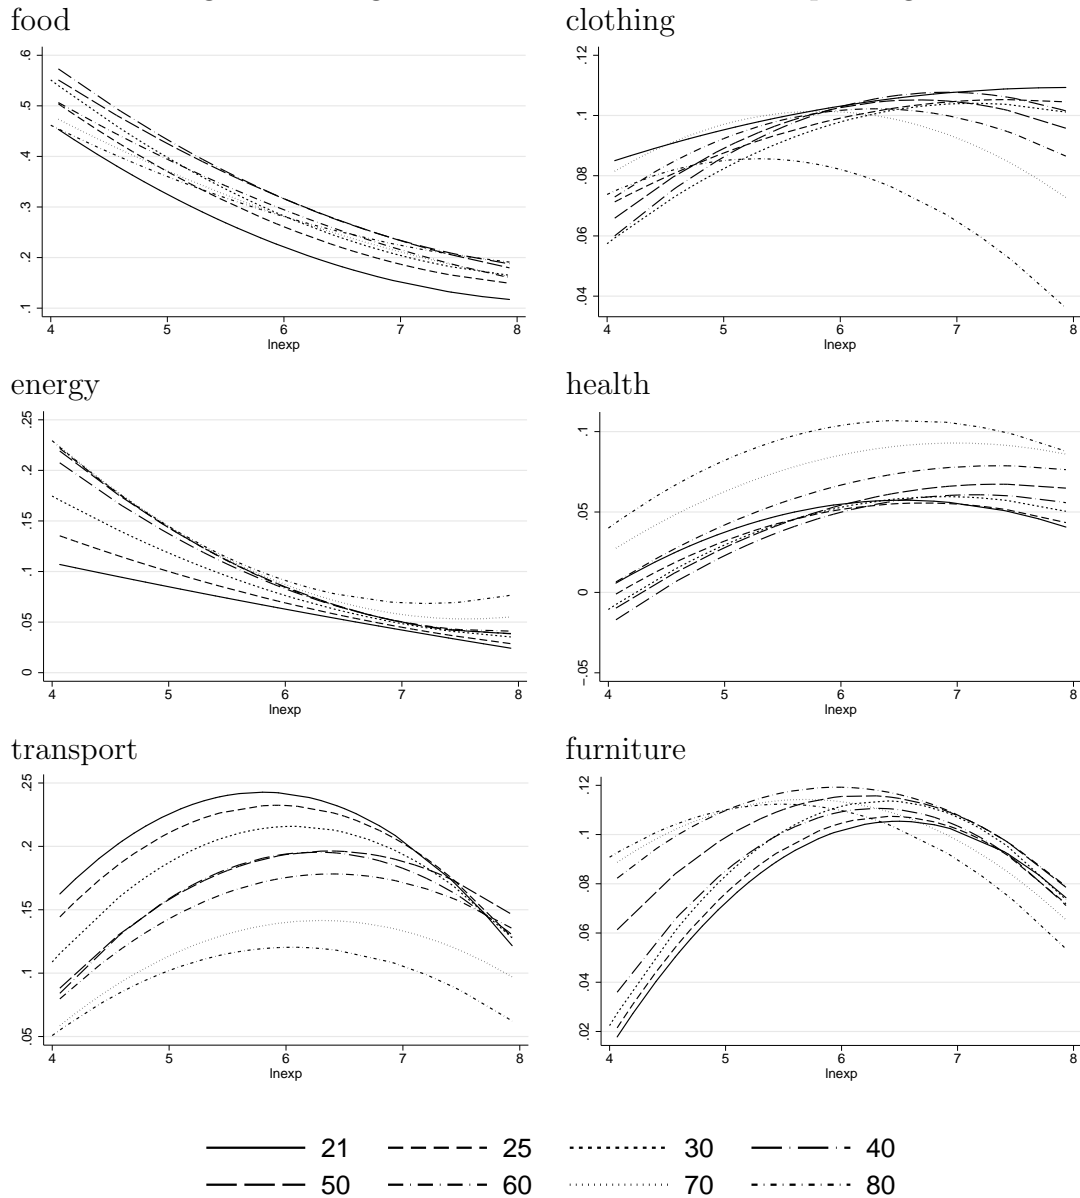 food
clothing
.6
.5
.4
.3
.2
.1
4 5 6 7 8
lnexp
.12
.1
.08
.06
.04
4 5 6 7 8
lnexp
energy
health
.25
.2
.15
.1
.05
0
4 5 6 7 8
lnexp
.1
.05
0
-.05
4 5 6 7 8
lnexp
transport
furniture
.25
.2
.15
.1
.05
4 5 6 7 8
lnexp
.12
.1
.08
.06
.04
.02
4 5 6 7 8
lnexp
21 25 30 40
50 60 70 80